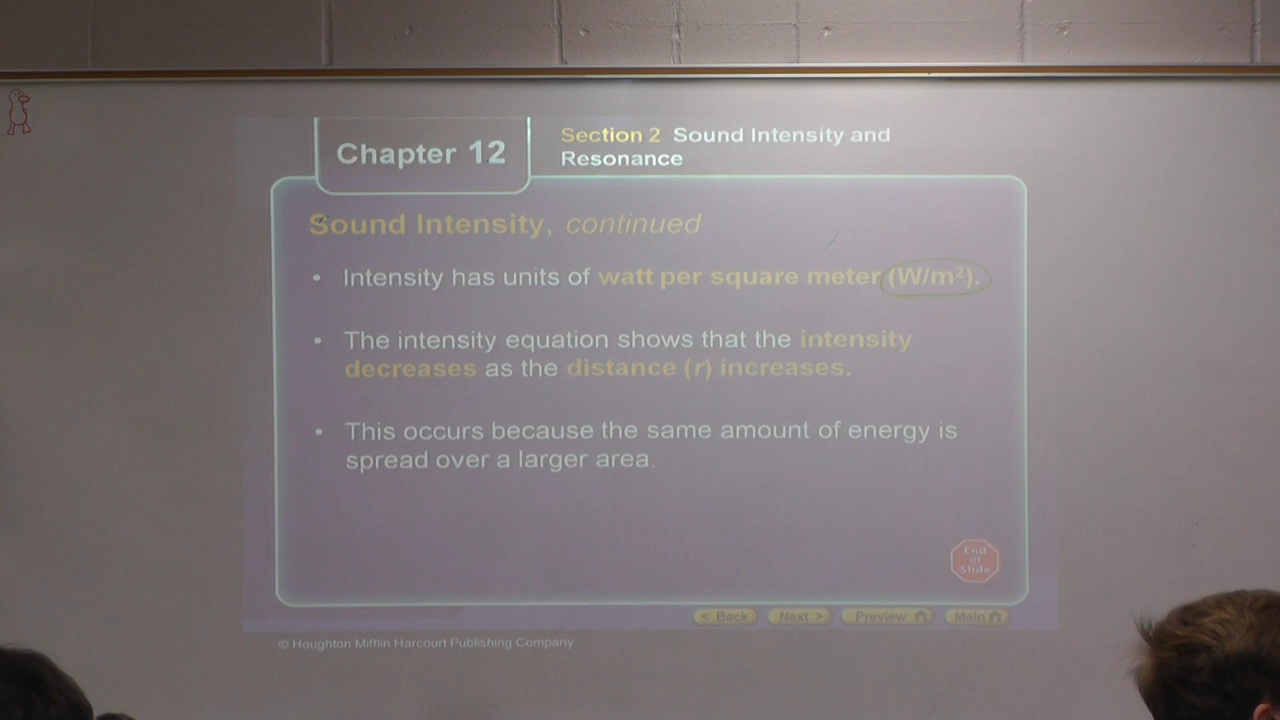 Chapter 12
Section 2 Sound Intensity and
Resonance
Sound Intensity, continued
• Intensity has units of watt per square meter (W/m²).
• The intensity equation shows that the intensity
decreases as the distance (r) increases.
• This occurs because the same amount of energy is
spread over a larger area.
End
Of
Slide
< Back Next > Preview Main
© Houghton Mifflin Harcourt Publishing Company